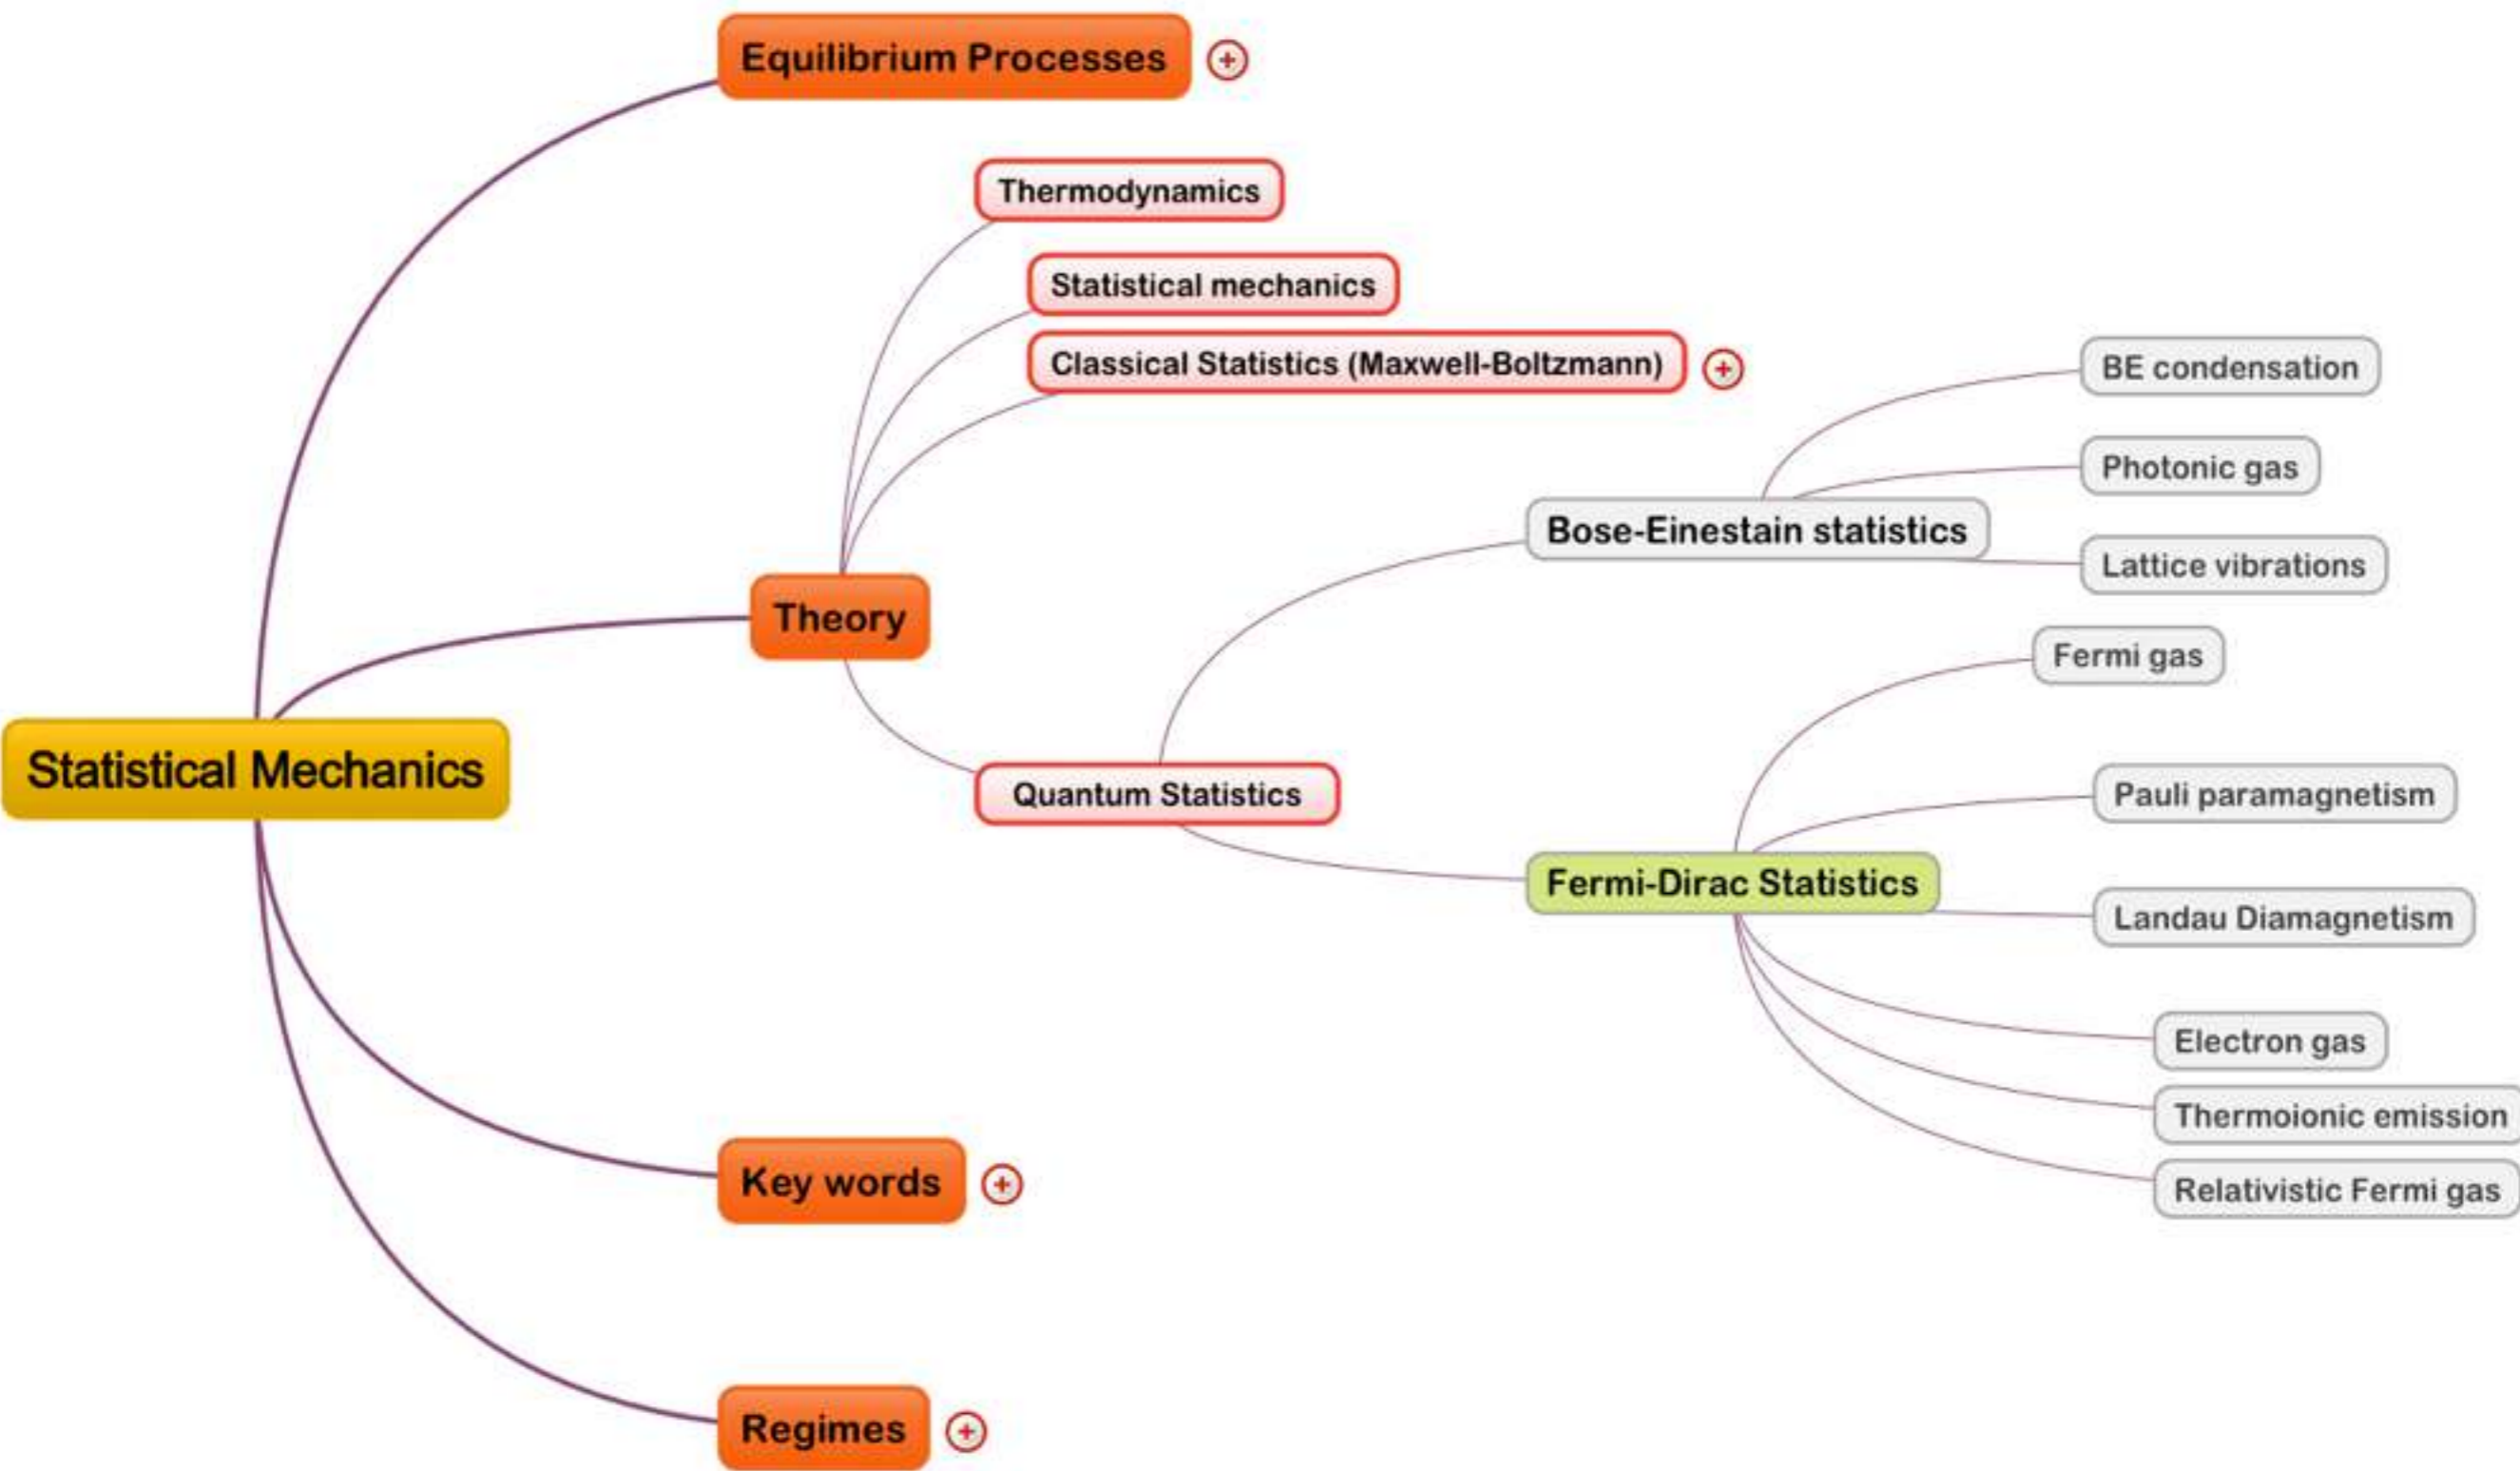 Equilibrium Processes
Thermodynamics
Statistical mechanics
Classical Statistics (Maxwell-Boltzmann)
BE condensation
Photonic gas
Bose-Einestain statistics
Lattice vibrations
Theory
Fermi gas
Statistical Mechanics
Quantum Statistics
Pauli paramagnetism
Fermi-Dirac Statistics
Landau Diamagnetism
Electron gas
Thermoionic emission
Key words
Relativistic Fermi gas
Regimes